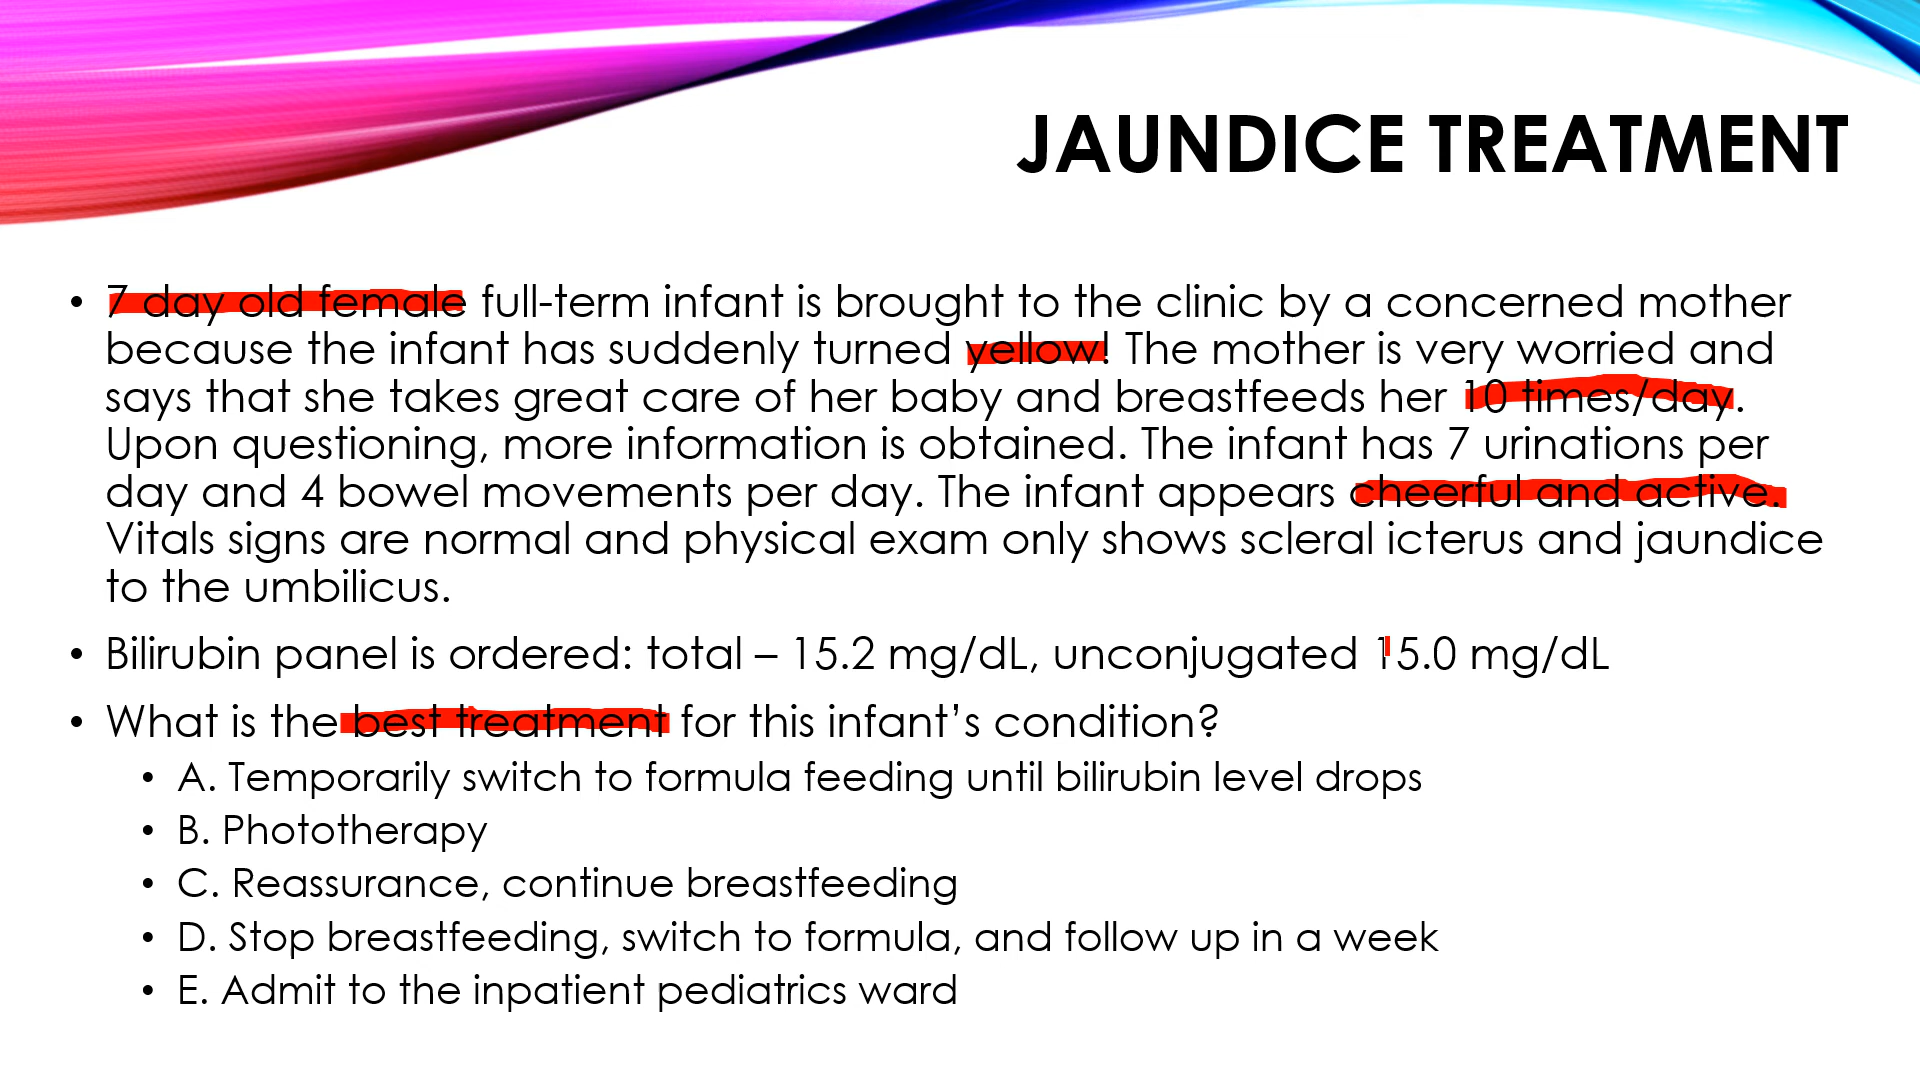 JAUNDICE TREATMENT
• 7 day old female full-term infant is brought to the clinic by a concerned mother
because the infant has suddenly turned yellow! The mother is very worried and
says that she takes great care of her baby and breastfeeds her 10 times/day.
Upon questioning, more information is obtained. The infant has 7 urinations per
day and 4 bowel movements per day. The infant appears cheerful and active.
Vitals signs are normal and physical exam only shows scleral icterus and jaundice
to the umbilicus.
• Bilirubin panel is ordered: total – 15.2 mg/dL, unconjugated 15.0 mg/dL
• What is the best treatment for this infant’s condition?
• A. Temporarily switch to formula feeding until bilirubin level drops
• B. Phototherapy
• C. Reassurance, continue breastfeeding
• D. Stop breastfeeding, switch to formula, and follow up in a week
• E. Admit to the inpatient pediatrics ward